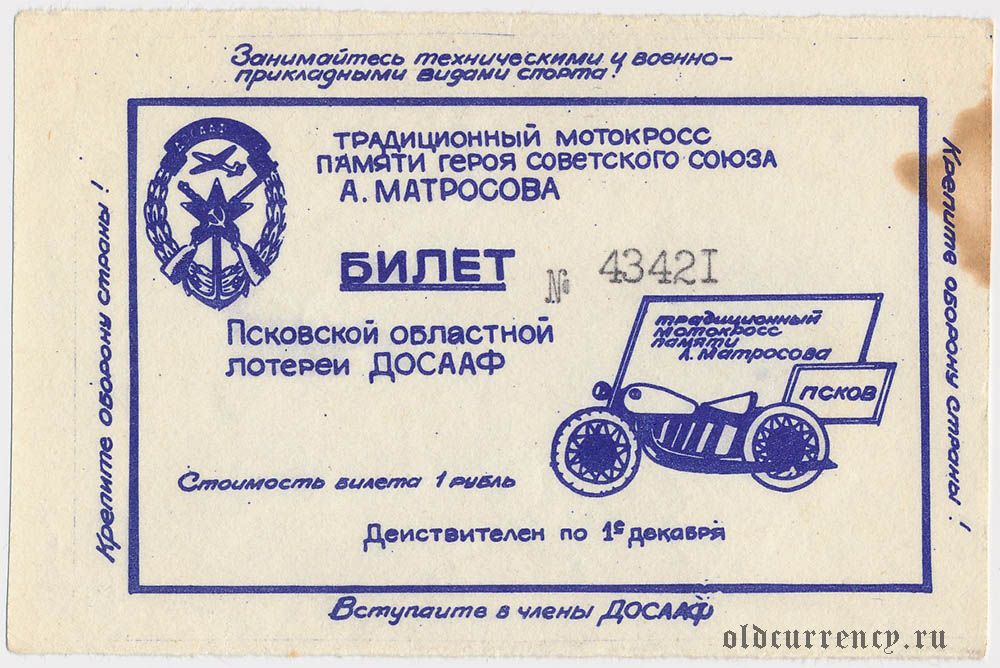 Занимайтесь техническими и военно-
прикладными видами спорта!
Крепите оборону страны!
ДОСААФ
ТРАДИЦИОННЫЙ МОТОКРОСС
ПАМЯТИ ГЕРОЯ СОВЕТСКОГО СОЮЗА
А. МАТРОСОВА
БИЛЕТ
№ 43421
Псковской областной
лотереи ДОСААФ
традиционный
мотокросс
памяти
А. Матросова
ПСКОВ
Стоимость билета 1 рубль
Действителен по 1е декабря
Крепите оборону страны!
Вступайте в члены ДОСААФ
oldcurrency.ru